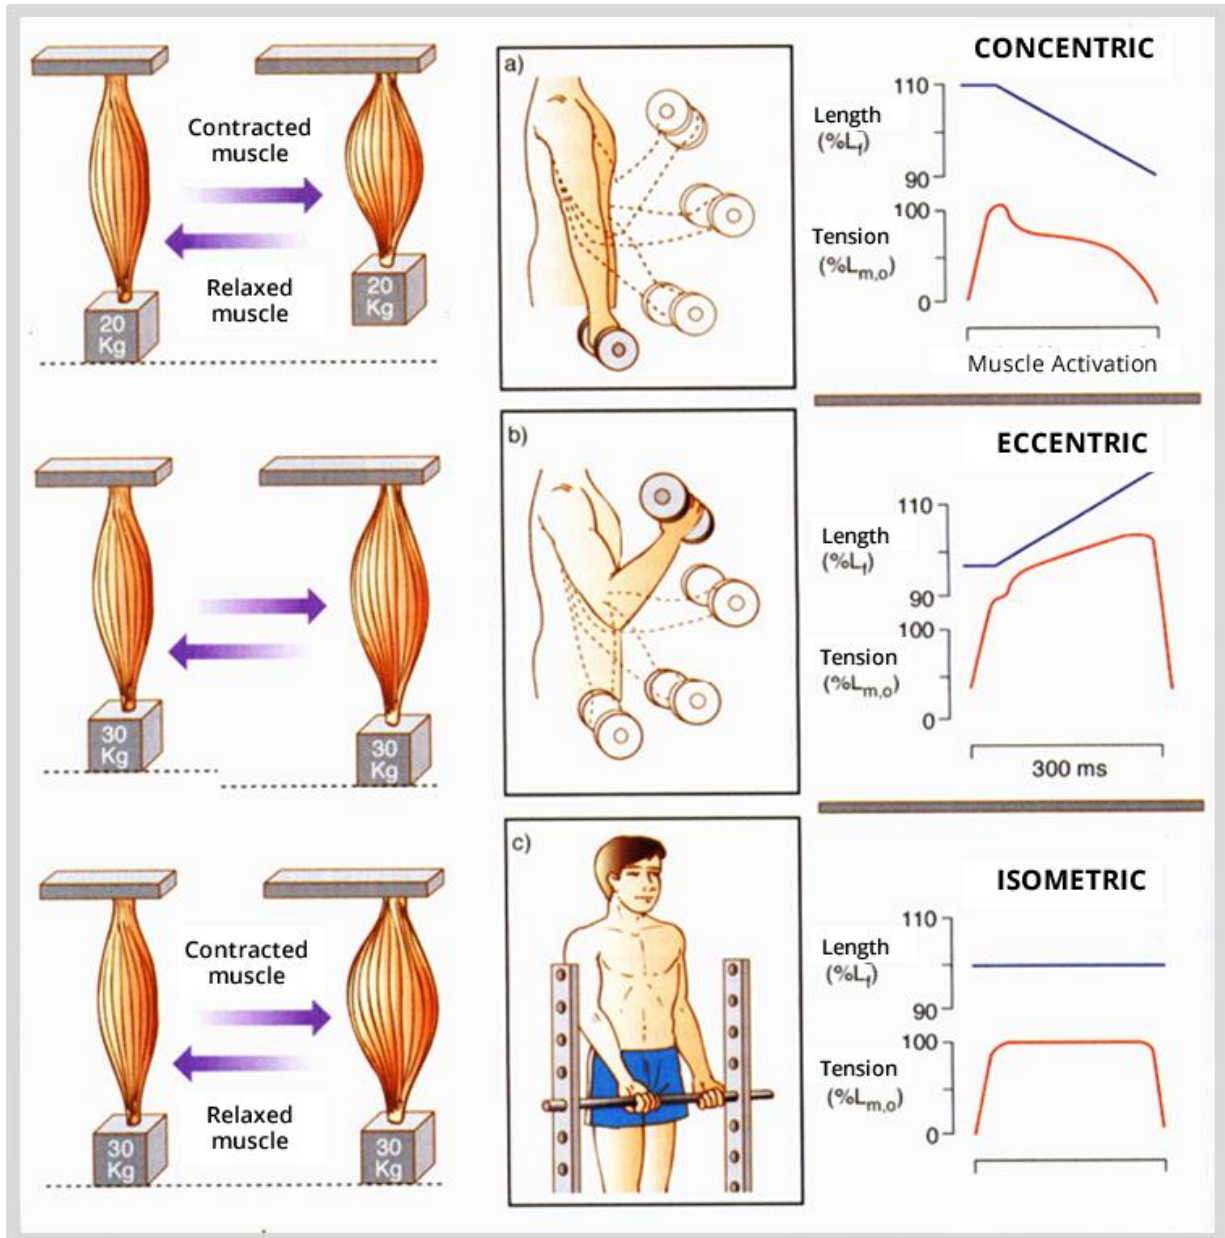 Contracted
muscle
Relaxed
muscle
20
Kg
20
Kg
a)
CONCENTRIC
110
Length
(%Lf)
90
100
Tension
(%Lm,o)
0
Muscle Activation
30
Kg
30
Kg
b)
ECCENTRIC
110
Length
(%Lf)
90
100
Tension
(%Lm,o)
0
300 ms
Contracted
muscle
Relaxed
muscle
30
Kg
30
Kg
c)
ISOMETRIC
110
Length
(%Lf)
90
100
Tension
(%Lm,o)
0